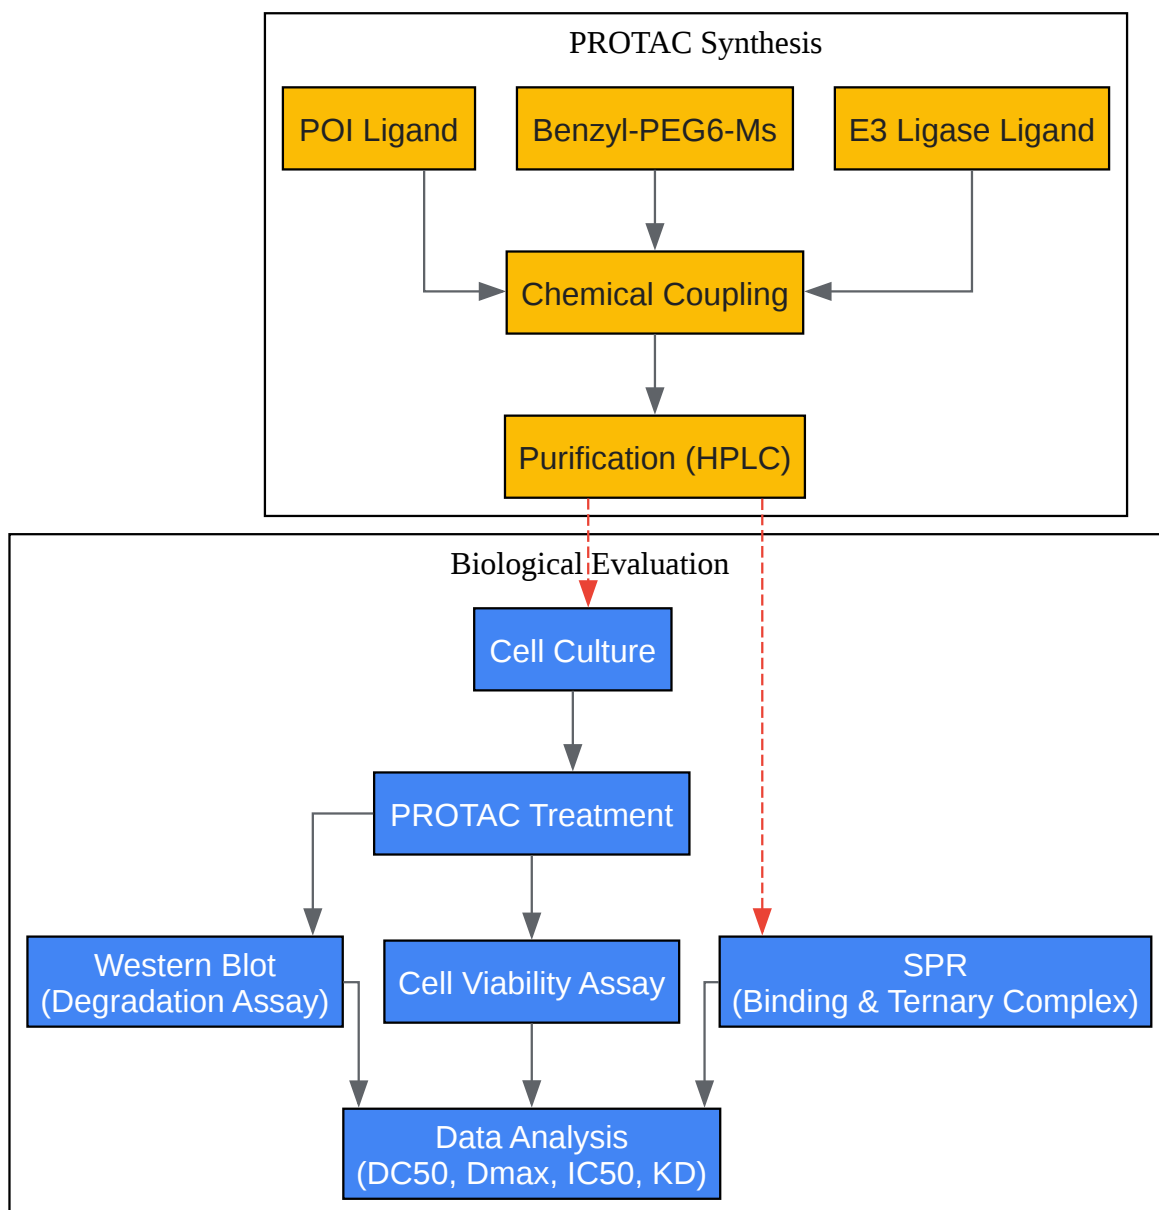 PROTAC Synthesis
POI Ligand
Benzyl-PEG6-Ms
E3 Ligase Ligand
Chemical Coupling
Purification (HPLC)
Biological Evaluation
Cell Culture
PROTAC Treatment
Western Blot
(Degradation Assay)
Cell Viability Assay
SPR
(Binding & Ternary Complex)
Data Analysis
(DC50, Dmax, IC50, KD)